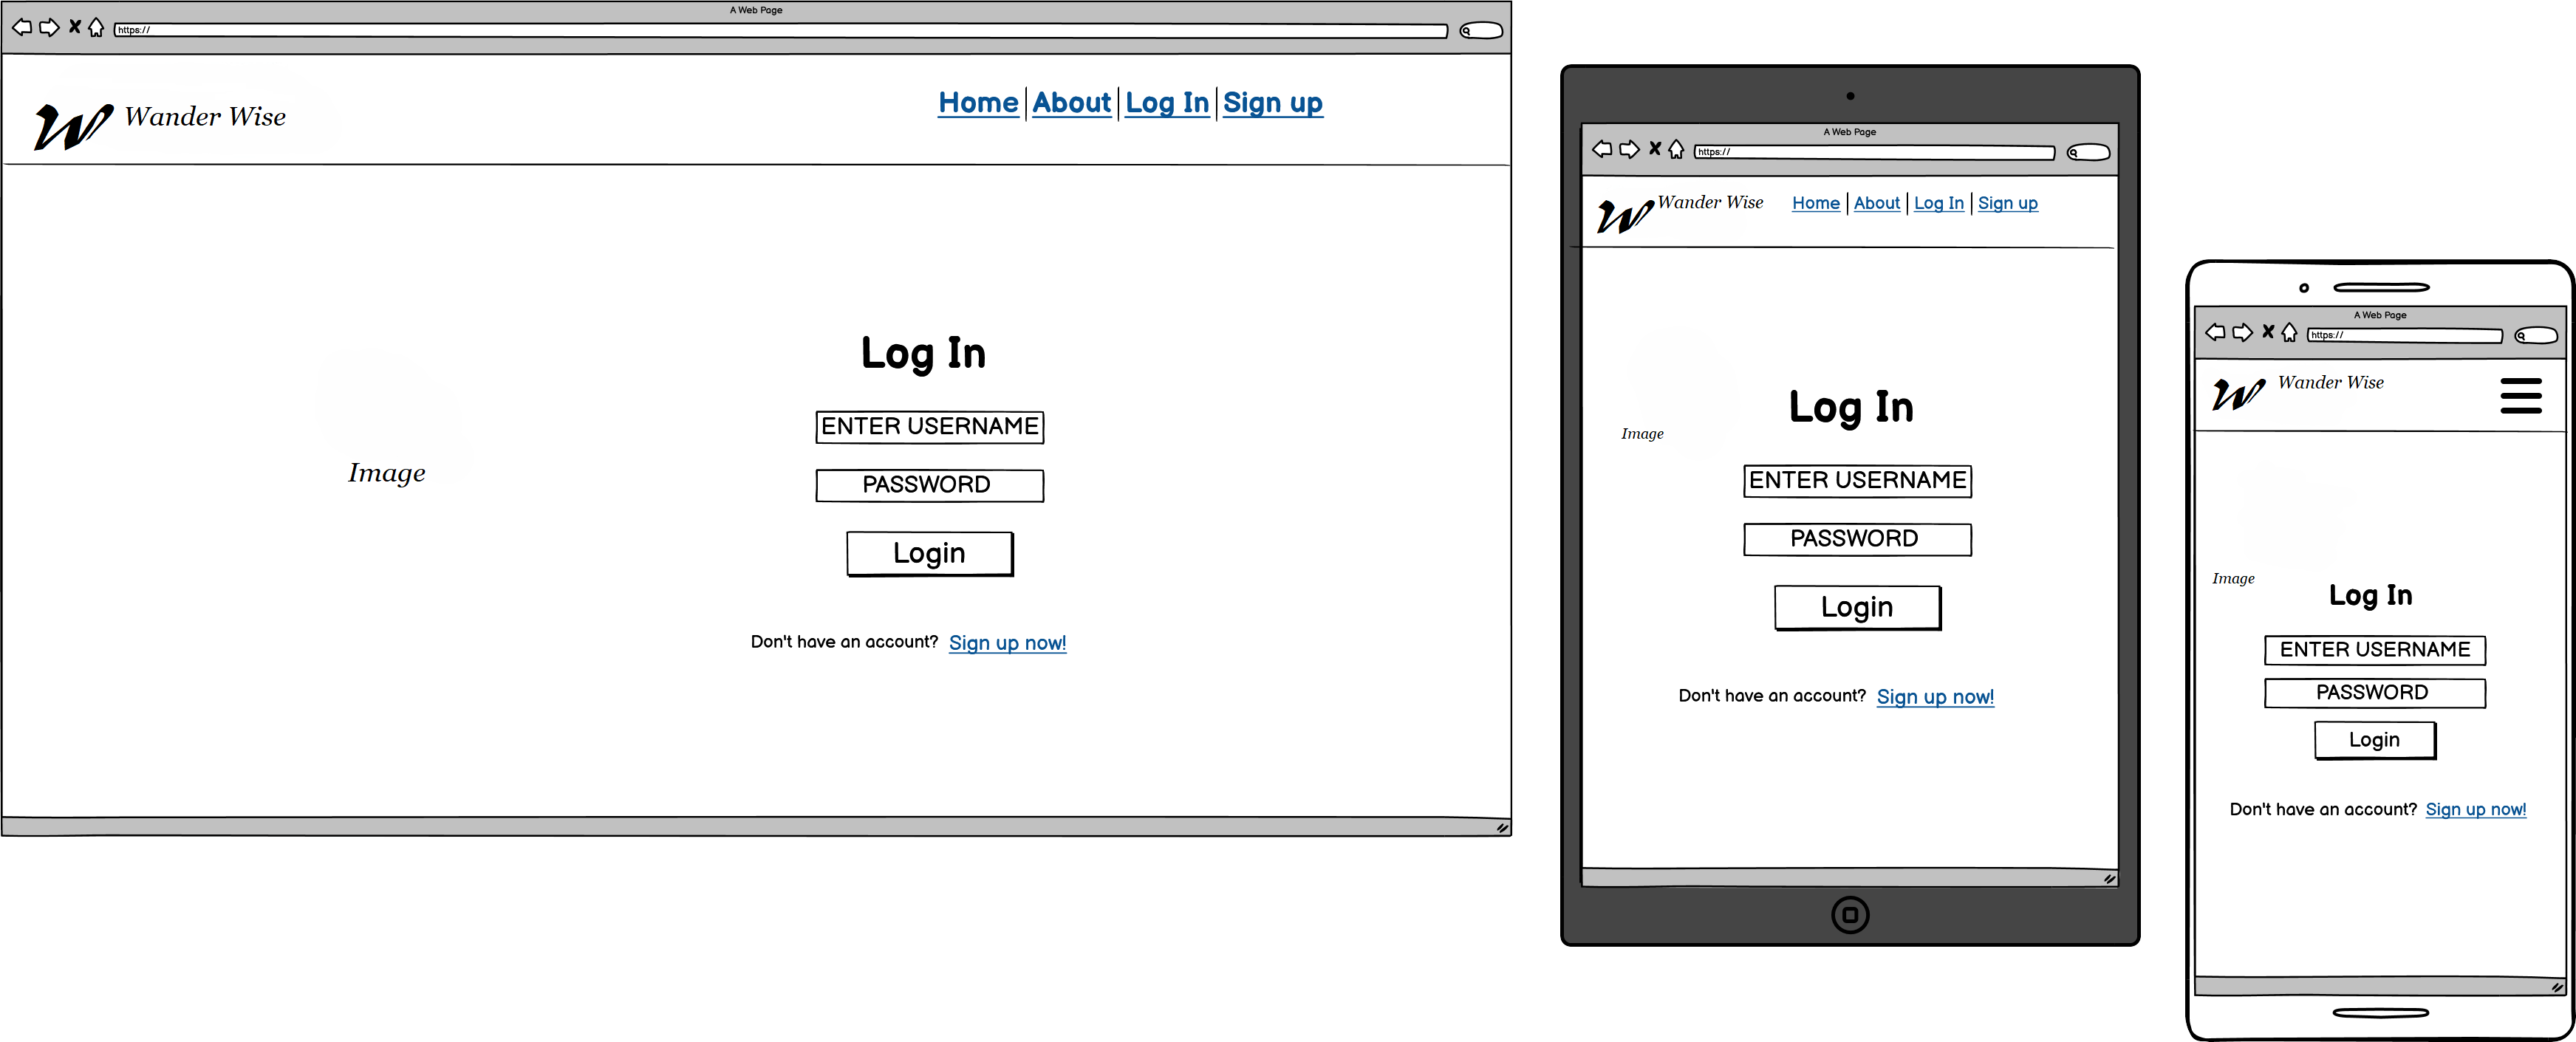 A Web Page
https://
W Wander Wise
Home | About | Log In | Sign up
Log In
Image
ENTER USERNAME
PASSWORD
Login
Don't have an account? Sign up now!
A Web Page
https://
W Wander Wise
Home | About | Log In | Sign up
Log In
Image
ENTER USERNAME
PASSWORD
Login
Don't have an account? Sign up now!
A Web Page
https://
W Wander Wise
Image
Log In
ENTER USERNAME
PASSWORD
Login
Don't have an account? Sign up now!